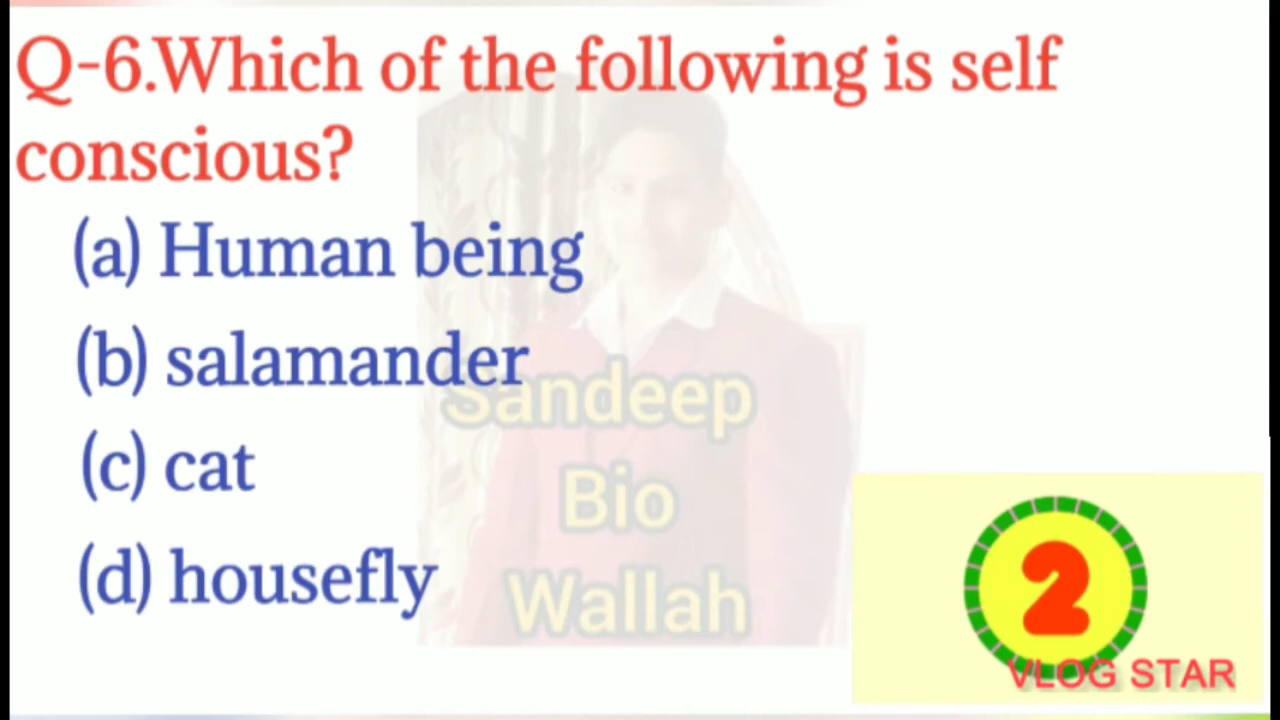 Q-6.Which of the following is self
conscious?
(a) Human being
(b) salamander
(c) cat
(d) housefly
Sandeep
Bio
Wallah
2
VLOG STAR